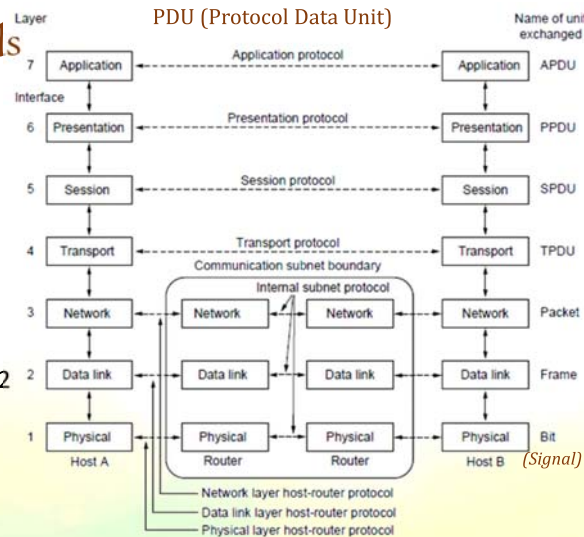 Layer
PDU (Protocol Data Unit)
Name of unit
exchanged
ds
7 Application Application protocol Application APDU
Interface
6 Presentation Presentation protocol Presentation PPDU
5 Session Session protocol Session SPDU
4 Transport Transport protocol Transport TPDU
Communication subnet boundary
Internal subnet protocol
3 Network Network Network Network Packet
2 2 Data link Data link Data link Data link Frame
1 Physical Physical Physical Physical Bit
Host A Router Router Host B (Signal)
Network layer host-router protocol
Data link layer host-router protocol
Physical layer host-router protocol